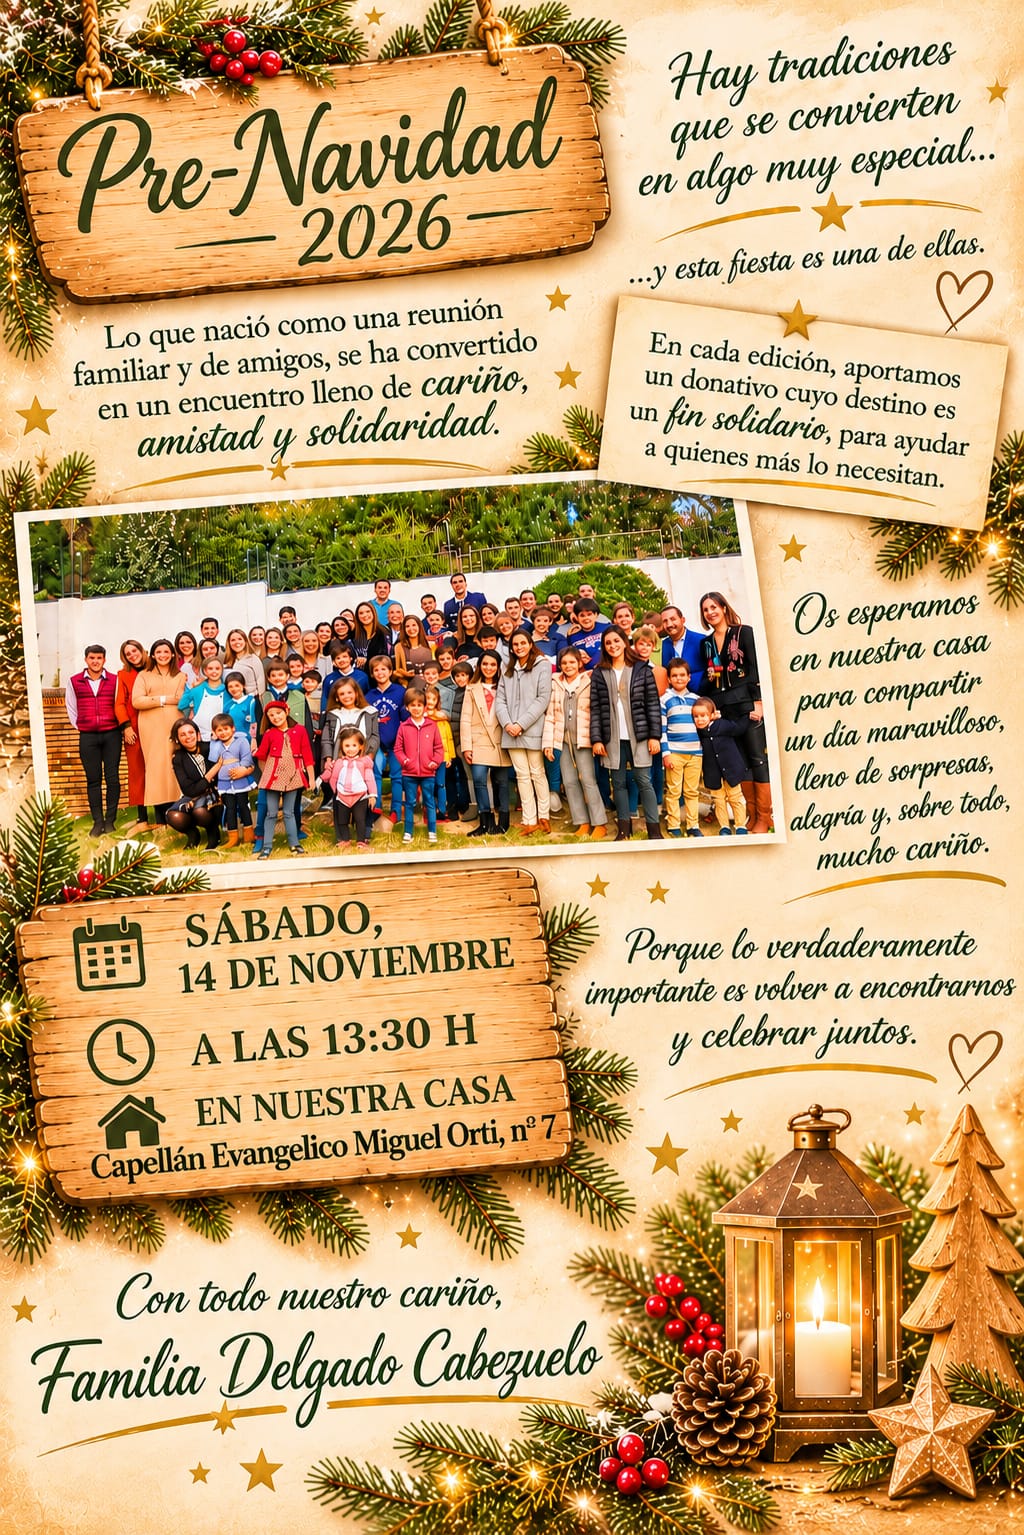 Pre-Navidad
2026
Hay tradiciones
que se convierten
en algo muy especial...
...y esta fiesta es una de ellas.
Lo que nació como una reunión
familiar y de amigos, se ha convertido
en un encuentro lleno de cariño,
amistad y solidaridad.
En cada edición, aportamos
un donativo cuyo destino es
un fin solidario, para ayudar
a quienes más lo necesitan.
Os esperamos
en nuestra casa
para compartir
un día maravilloso,
lleno de sorpresas,
alegría y, sobre todo,
mucho cariño.
SÁBADO,
14 DE NOVIEMBRE
A LAS 13:30 H
EN NUESTRA CASA
Capellán Evangelico Miguel Orti, nº 7
Porque lo verdaderamente
importante es volver a encontrarnos
y celebrar juntos.
Con todo nuestro cariño,
Familia Delgado Cabezuelo